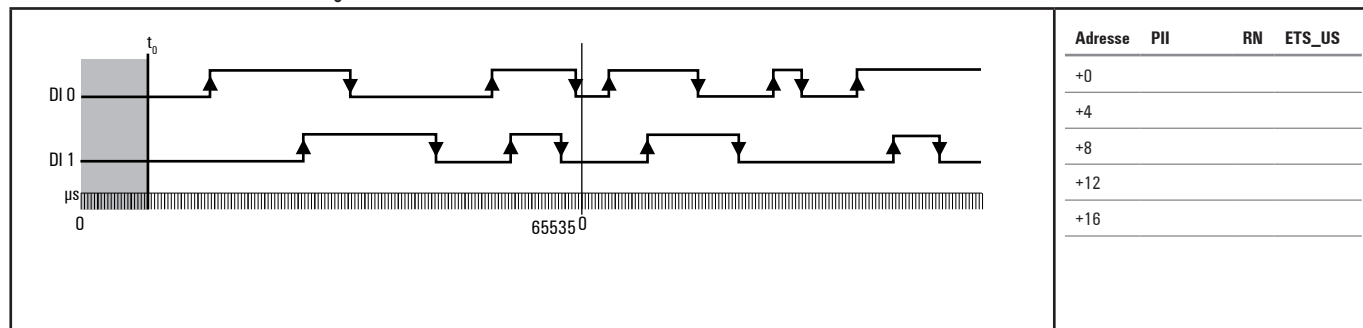 t0
DI 0
DI 1
µs
0
65535 0
Adresse PII RN ETS_US
+0
+4
+8
+12
+16